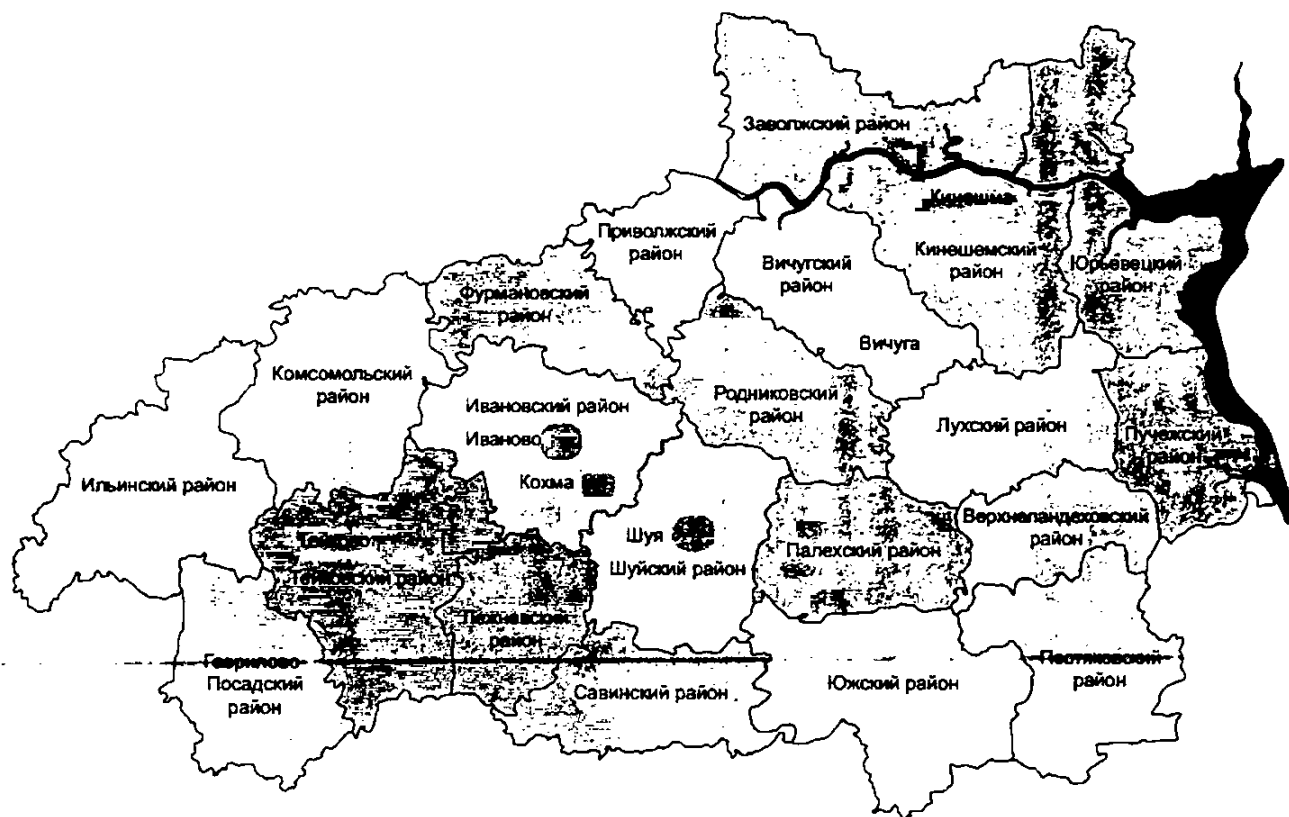 Заволжский район
Кинешма
Приволжский
район
Вичугский
район
Кинешемский
район
Юрьевецкий
район
Фурмановский
район
Вичуга
Комсомольский
район
Ивановский район
Родниковский
район
Лухский район
Иваново
Пучежский
район
Ильинский район
Кохма
Верхнеландеховский
район
Шуя
Тейково
Палехский район
Шуйский район
Тейковский район
Лежневский
район
Гаврилово-
Посадский
район
Савинский район
Южский район
Пестяковский
район